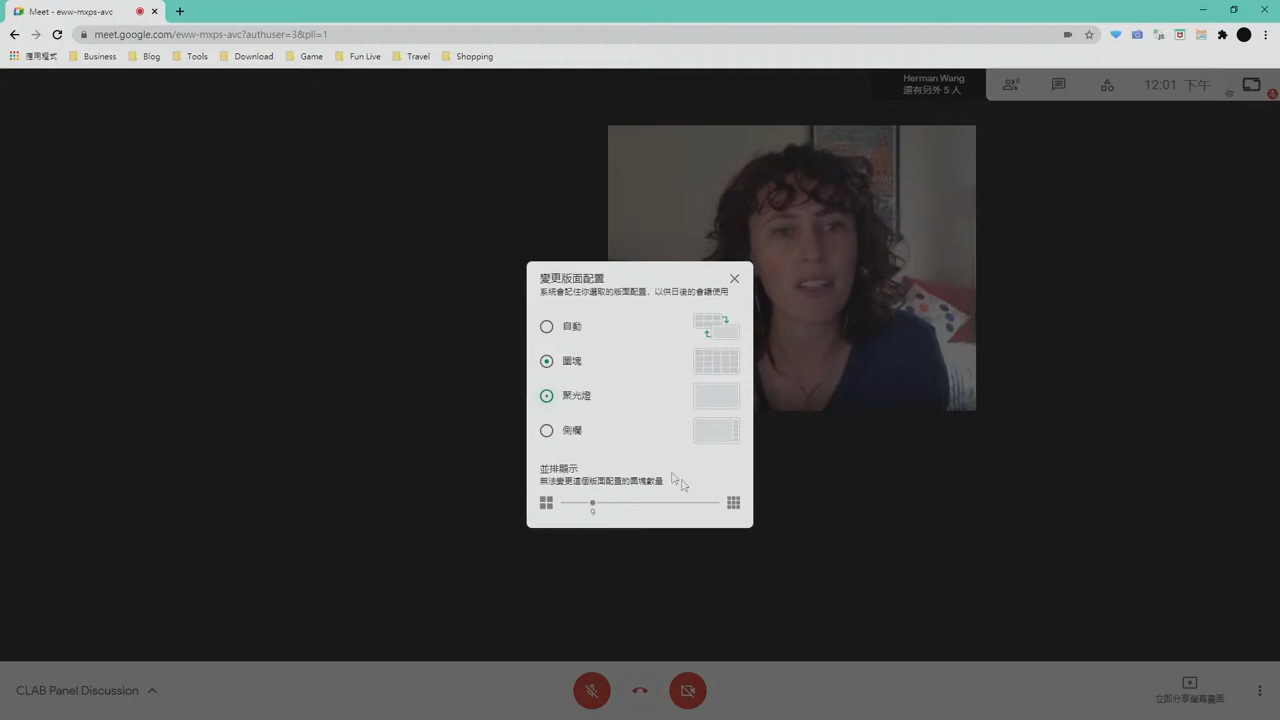 Meet - eww-mxps-avc
meet.google.com/eww-mxps-avc?authuser=3&pli=1
應用程式 Business Blog Tools Download Game Fun Live Travel Shopping
Herman Wang
還有另外 5 人
12:01 下午
變更版面配置
系統會記住你選取的版面配置，以供日後的會議使用
自動
圖塊
聚光燈
側欄
並排顯示
無法變更這個版面配置的圖塊數量
9
CLAB Panel Discussion
立即分享螢幕畫面